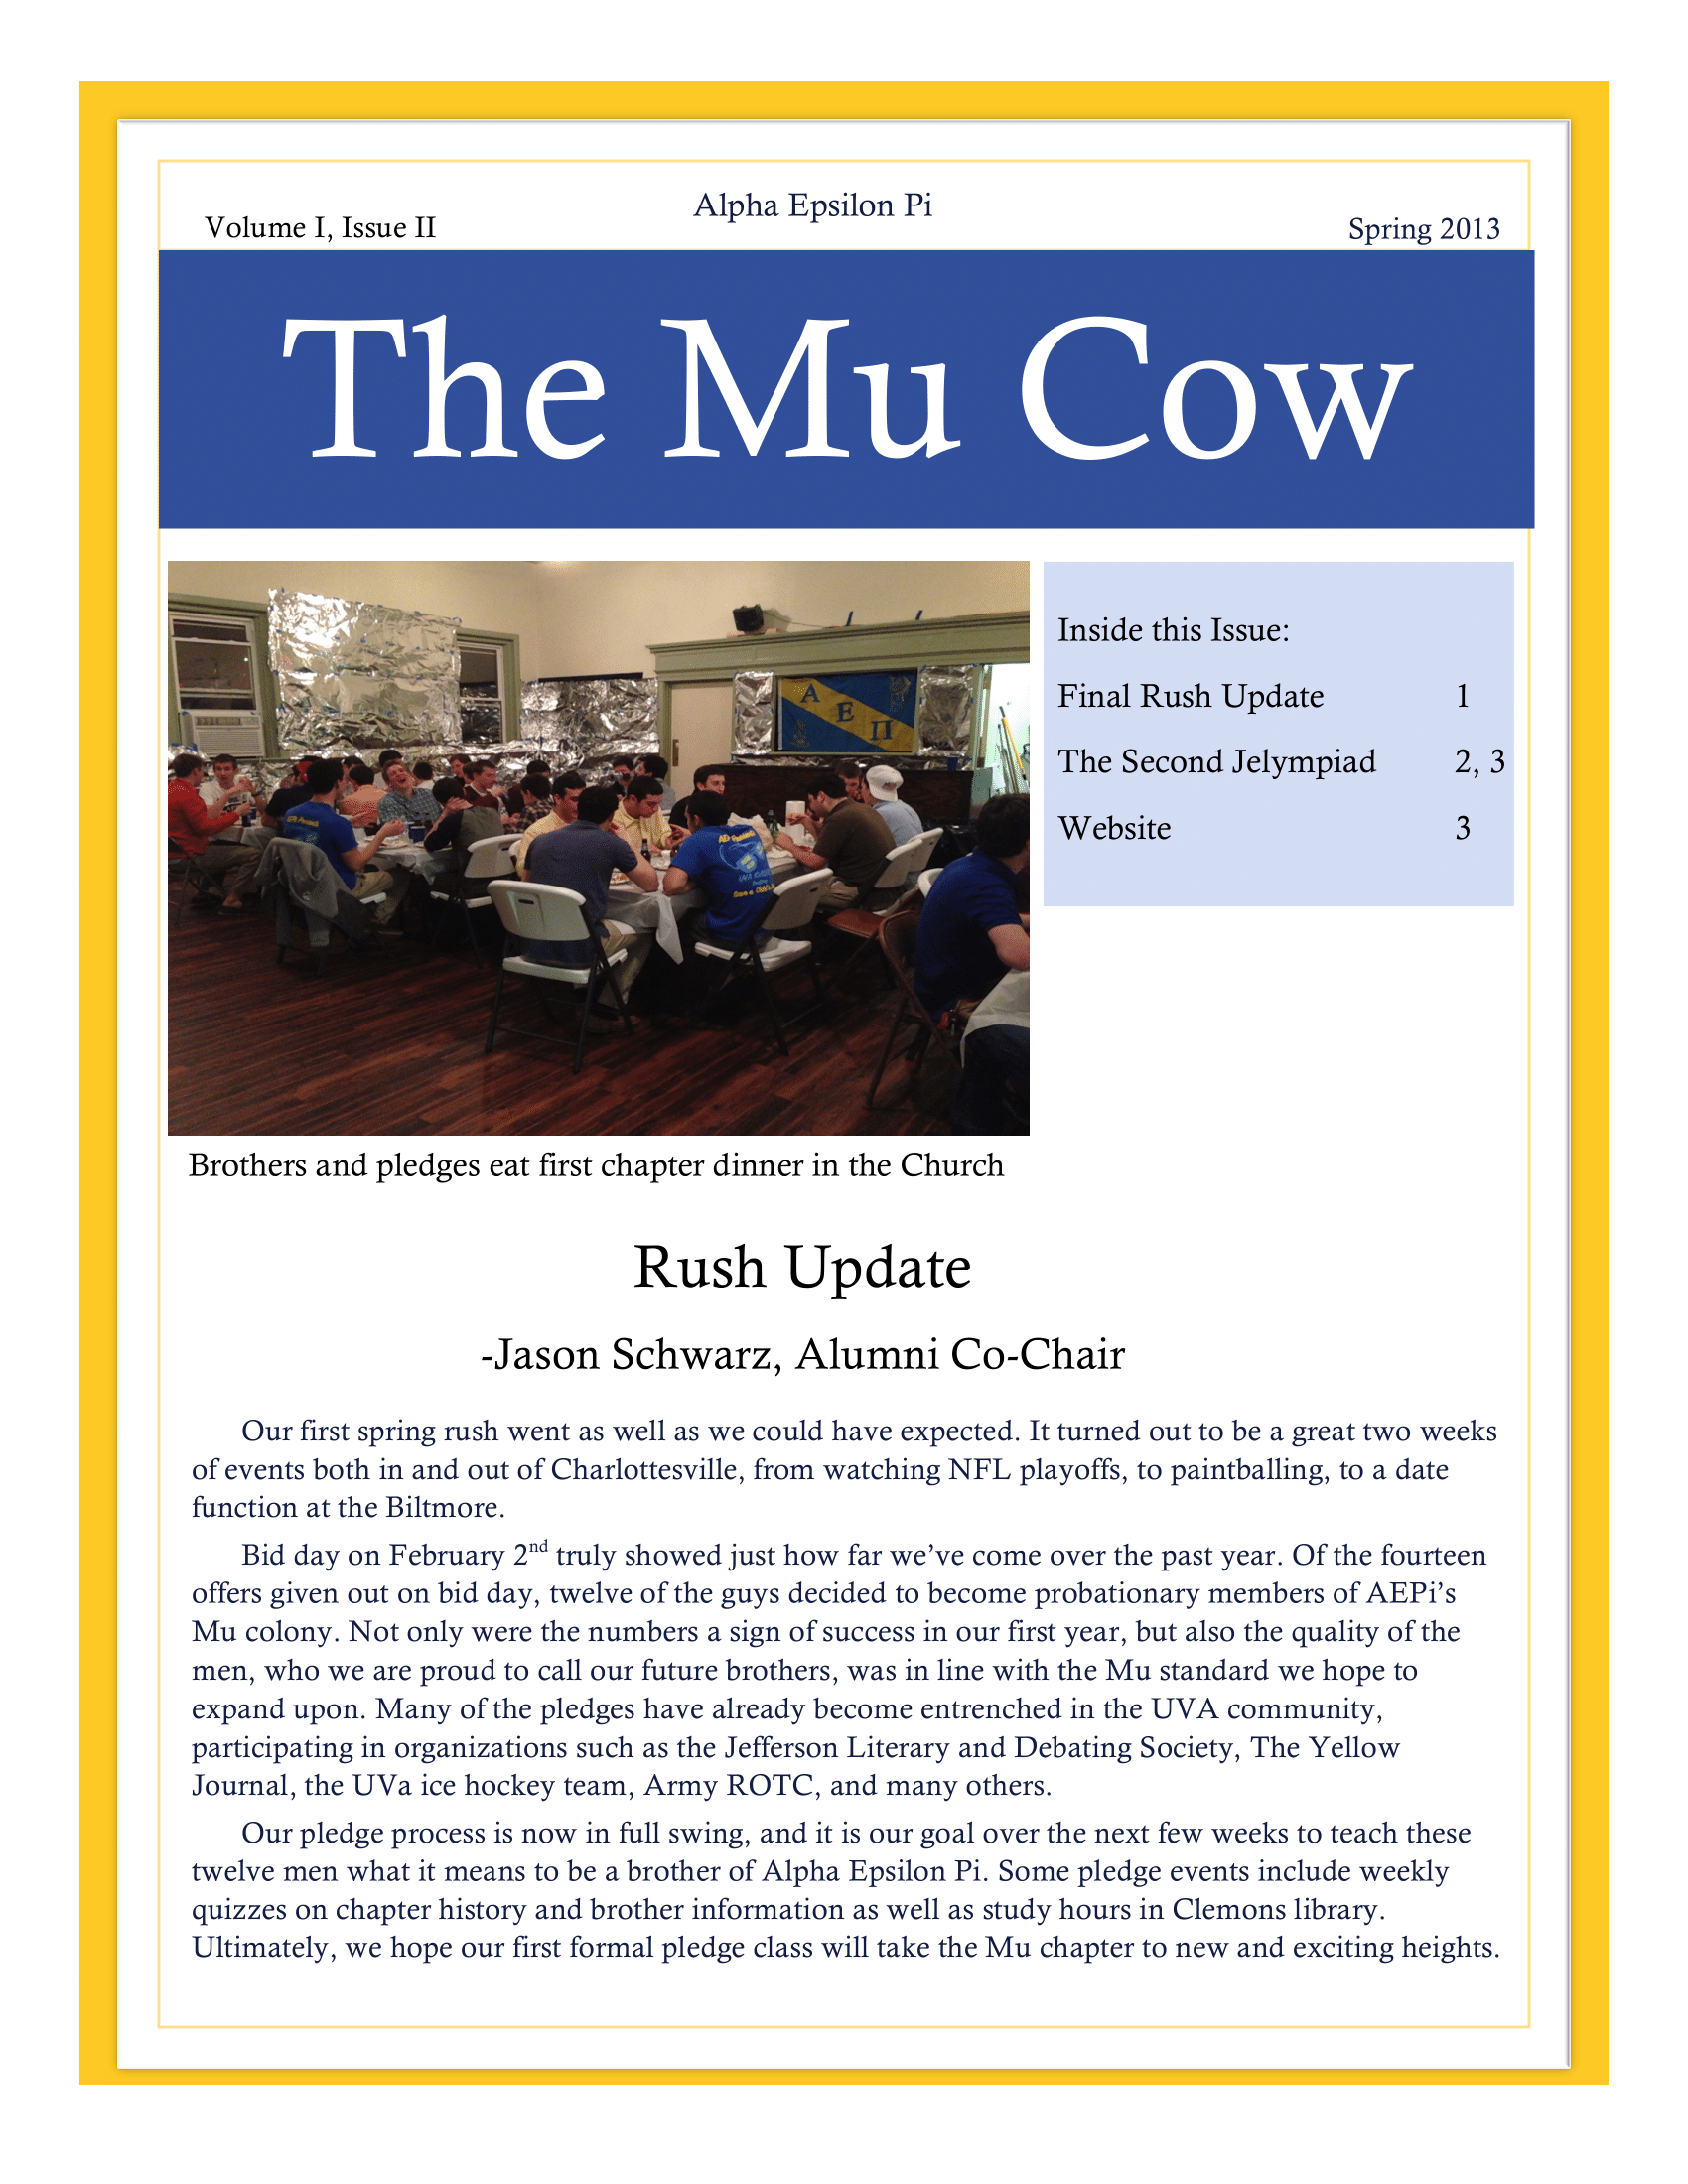 Alpha Epsilon Pi
Volume I, Issue II
Spring 2013
The Mu Cow
A
E
Π
Inside this Issue:
Final Rush Update 1
The Second Jelympiad 2, 3
Website 3
Brothers and pledges eat first chapter dinner in the Church
Rush Update
-Jason Schwarz, Alumni Co-Chair
Our first spring rush went as well as we could have expected. It turned out to be a great two weeks
of events both in and out of Charlottesville, from watching NFL playoffs, to paintballing, to a date
function at the Biltmore.
Bid day on February 2nd truly showed just how far we’ve come over the past year. Of the fourteen
offers given out on bid day, twelve of the guys decided to become probationary members of AEPi’s
Mu colony. Not only were the numbers a sign of success in our first year, but also the quality of the
men, who we are proud to call our future brothers, was in line with the Mu standard we hope to
expand upon. Many of the pledges have already become entrenched in the UVA community,
participating in organizations such as the Jefferson Literary and Debating Society, The Yellow
Journal, the UVa ice hockey team, Army ROTC, and many others.
Our pledge process is now in full swing, and it is our goal over the next few weeks to teach these
twelve men what it means to be a brother of Alpha Epsilon Pi. Some pledge events include weekly
quizzes on chapter history and brother information as well as study hours in Clemons library.
Ultimately, we hope our first formal pledge class will take the Mu chapter to new and exciting heights.